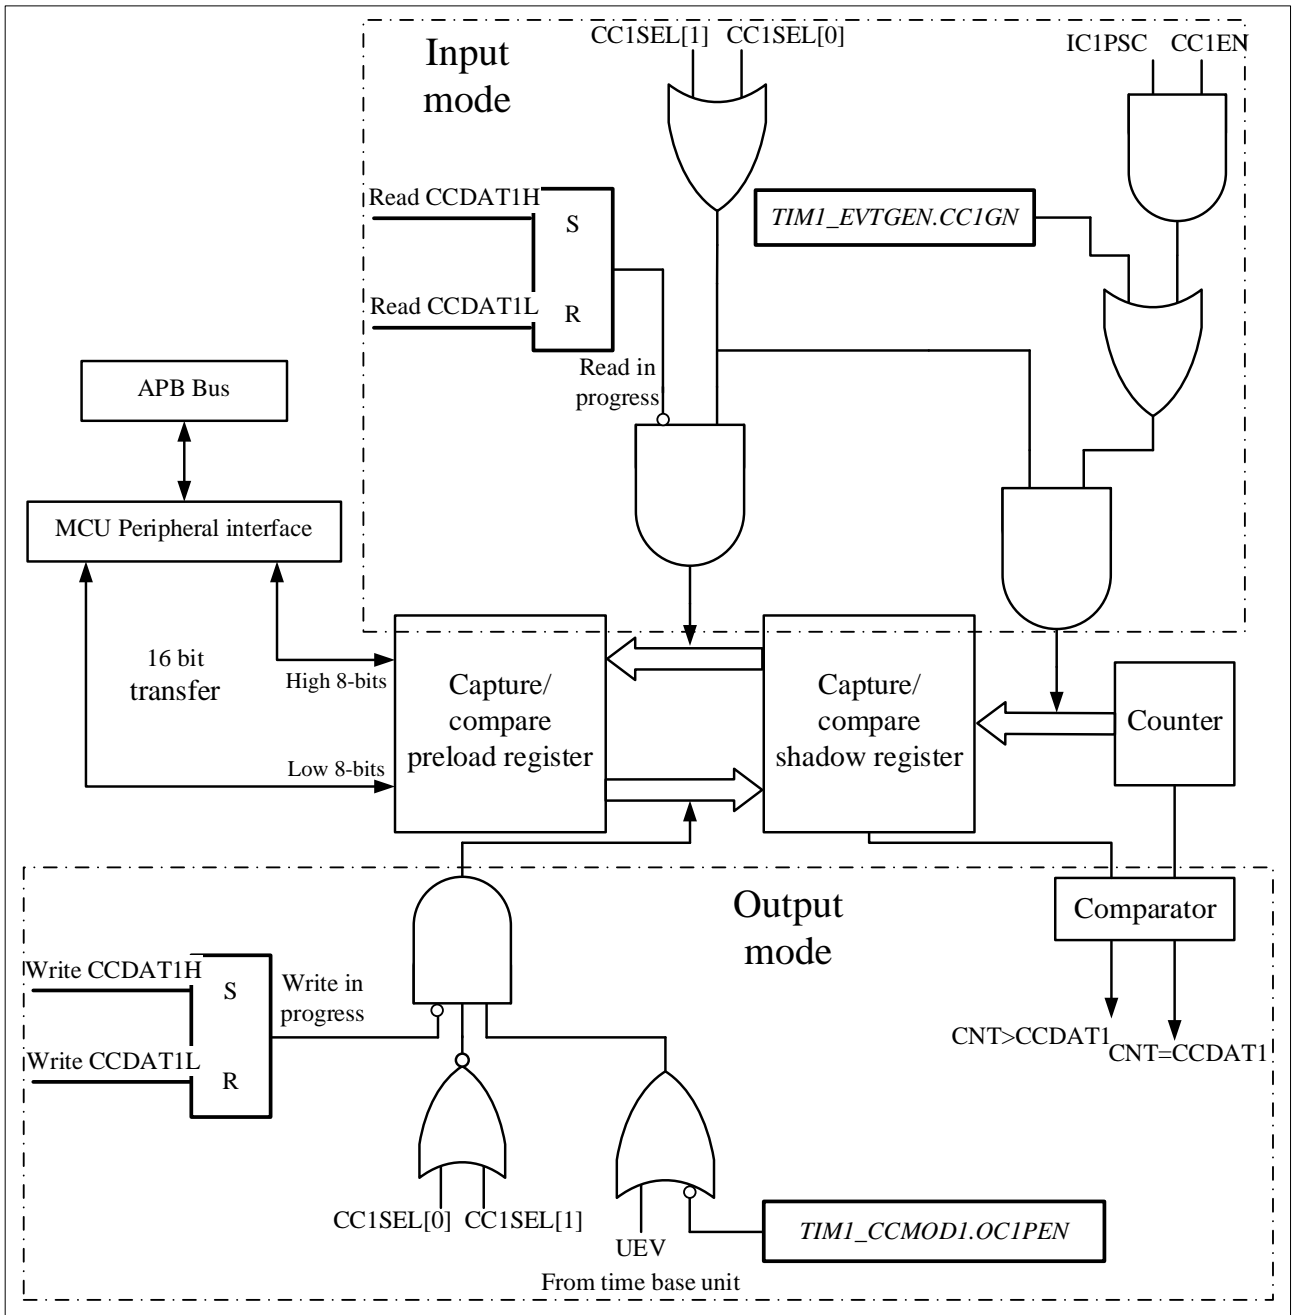 Input
mode
CC1SEL[1]
CC1SEL[0]
IC1PSC
CC1EN
Read CCDAT1H
S
TIM1_EVTGEN.CC1GN
Read CCDAT1L
R
Read in
progress
APB Bus
MCU Peripheral interface
16 bit
transfer
High 8-bits
Low 8-bits
Capture/
compare
preload register
Capture/
compare
shadow register
Counter
Output
mode
Comparator
Write CCDAT1H
S
Write in
progress
Write CCDAT1L
R
CNT>CCDAT1
CNT=CCDAT1
CC1SEL[0]
CC1SEL[1]
UEV
TIM1_CCMOD1.OC1PEN
From time base unit